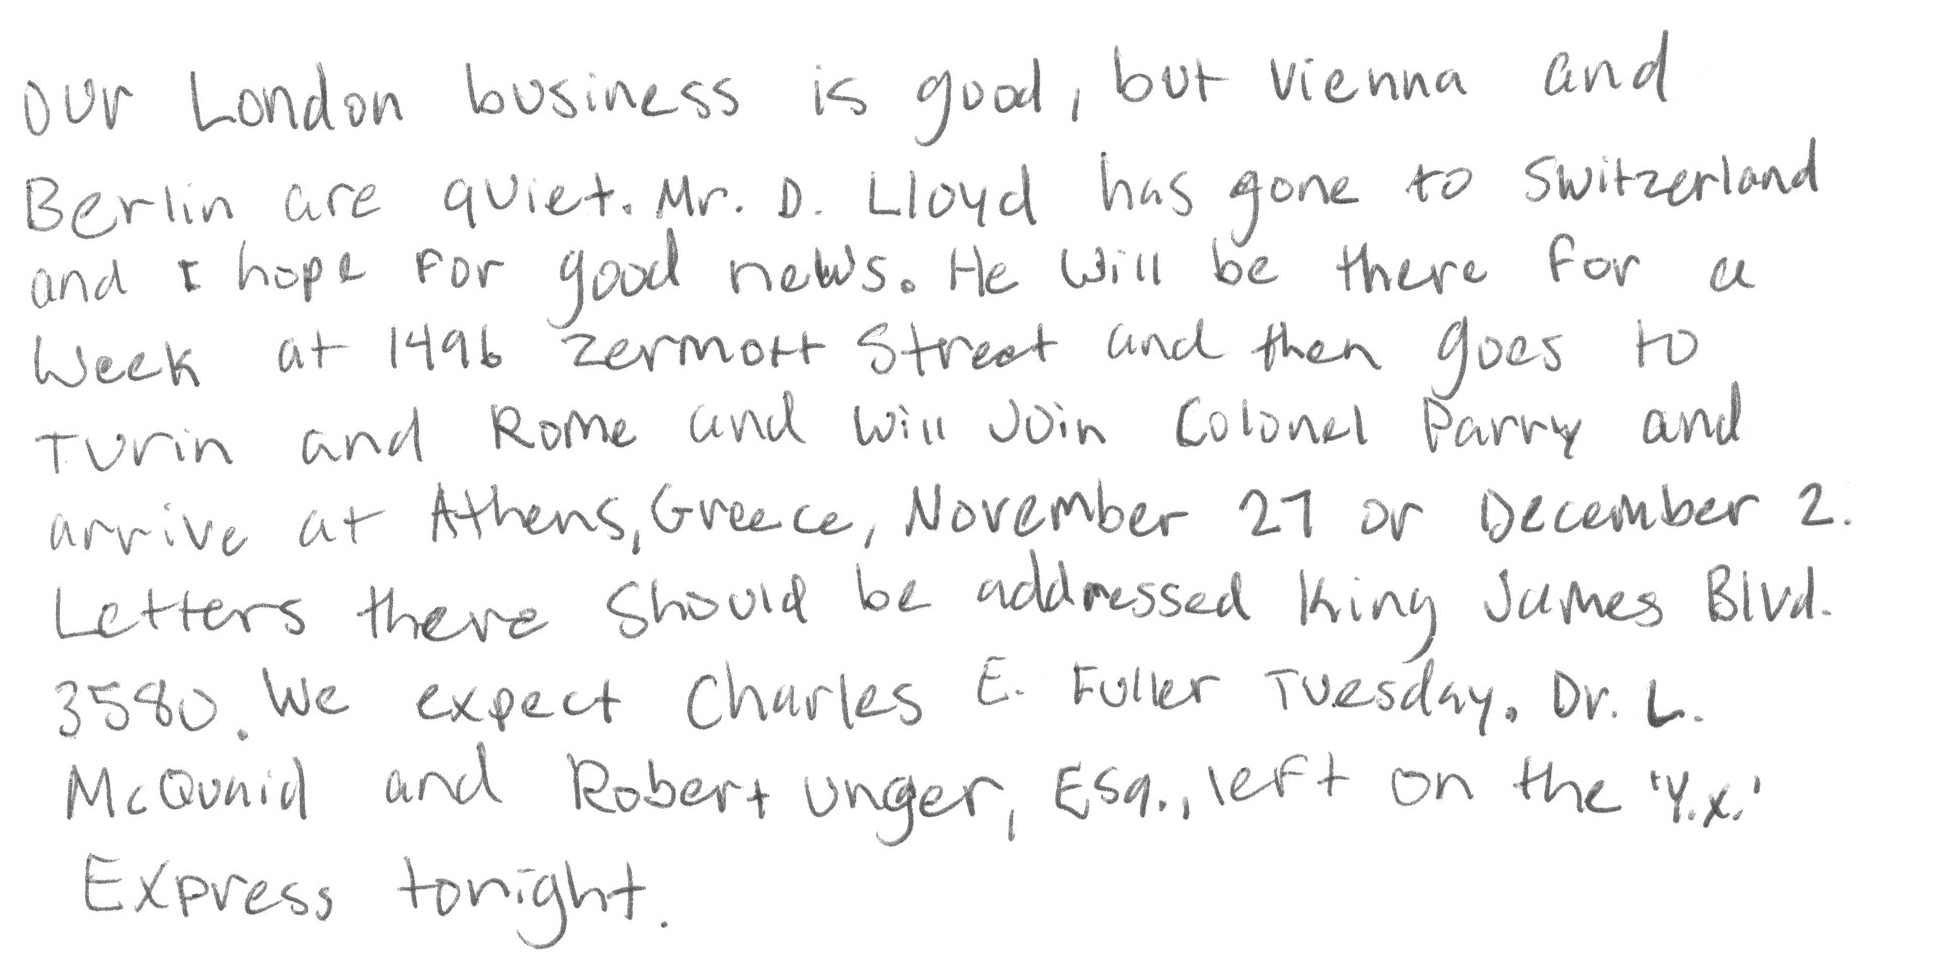 Our London business is good, but Vienna and
Berlin are quiet. Mr. D. Lloyd has gone to Switzerland
and I hope for good news. He will be there for a
week at 1496 Zermott Street and then goes to
Turin and Rome and will join Colonel Parry and
arrive at Athens, Greece, November 27 or December 2.
Letters there should be addressed King James Blvd.
3580. We expect Charles E. Fuller Tuesday. Dr. L.
McQuaid and Robert Unger, Esq., left on the 'Y.X.'
Express tonight.